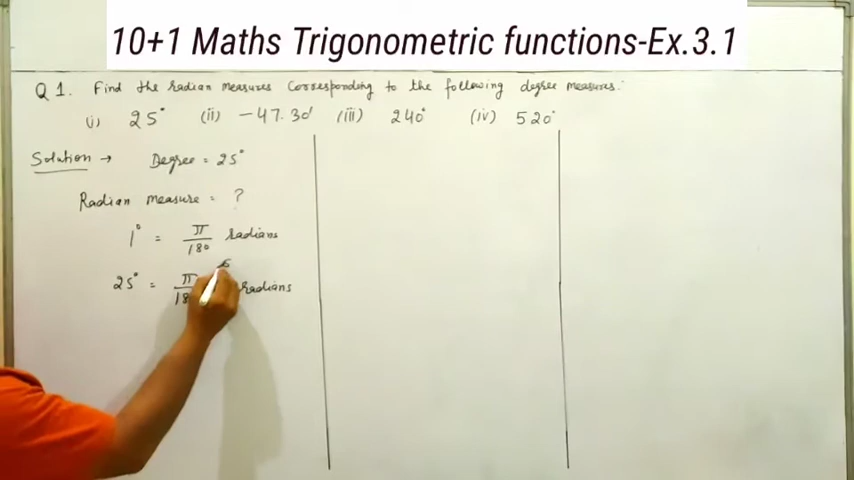 10+1 Maths Trigonometric functions-Ex.3.1
Q1. Find the radian measures corresponding to the following degree measures.
(i) 25° (ii) -47.30' (iii) 240° (iv) 520°
Solution → Degree = 25°
Radian measure = ?
1° = π/180 radians
25° = π/18 radians